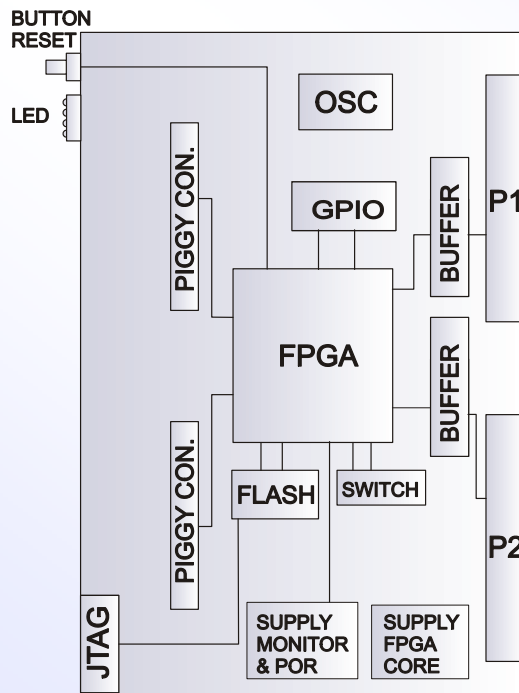 BUTTON
RESET
LED
OSC
PIGGY CON.
GPIO
BUFFER
P1
FPGA
BUFFER
PIGGY CON.
FLASH
SWITCH
P2
JTAG
SUPPLY
MONITOR
& POR
SUPPLY
FPGA
CORE